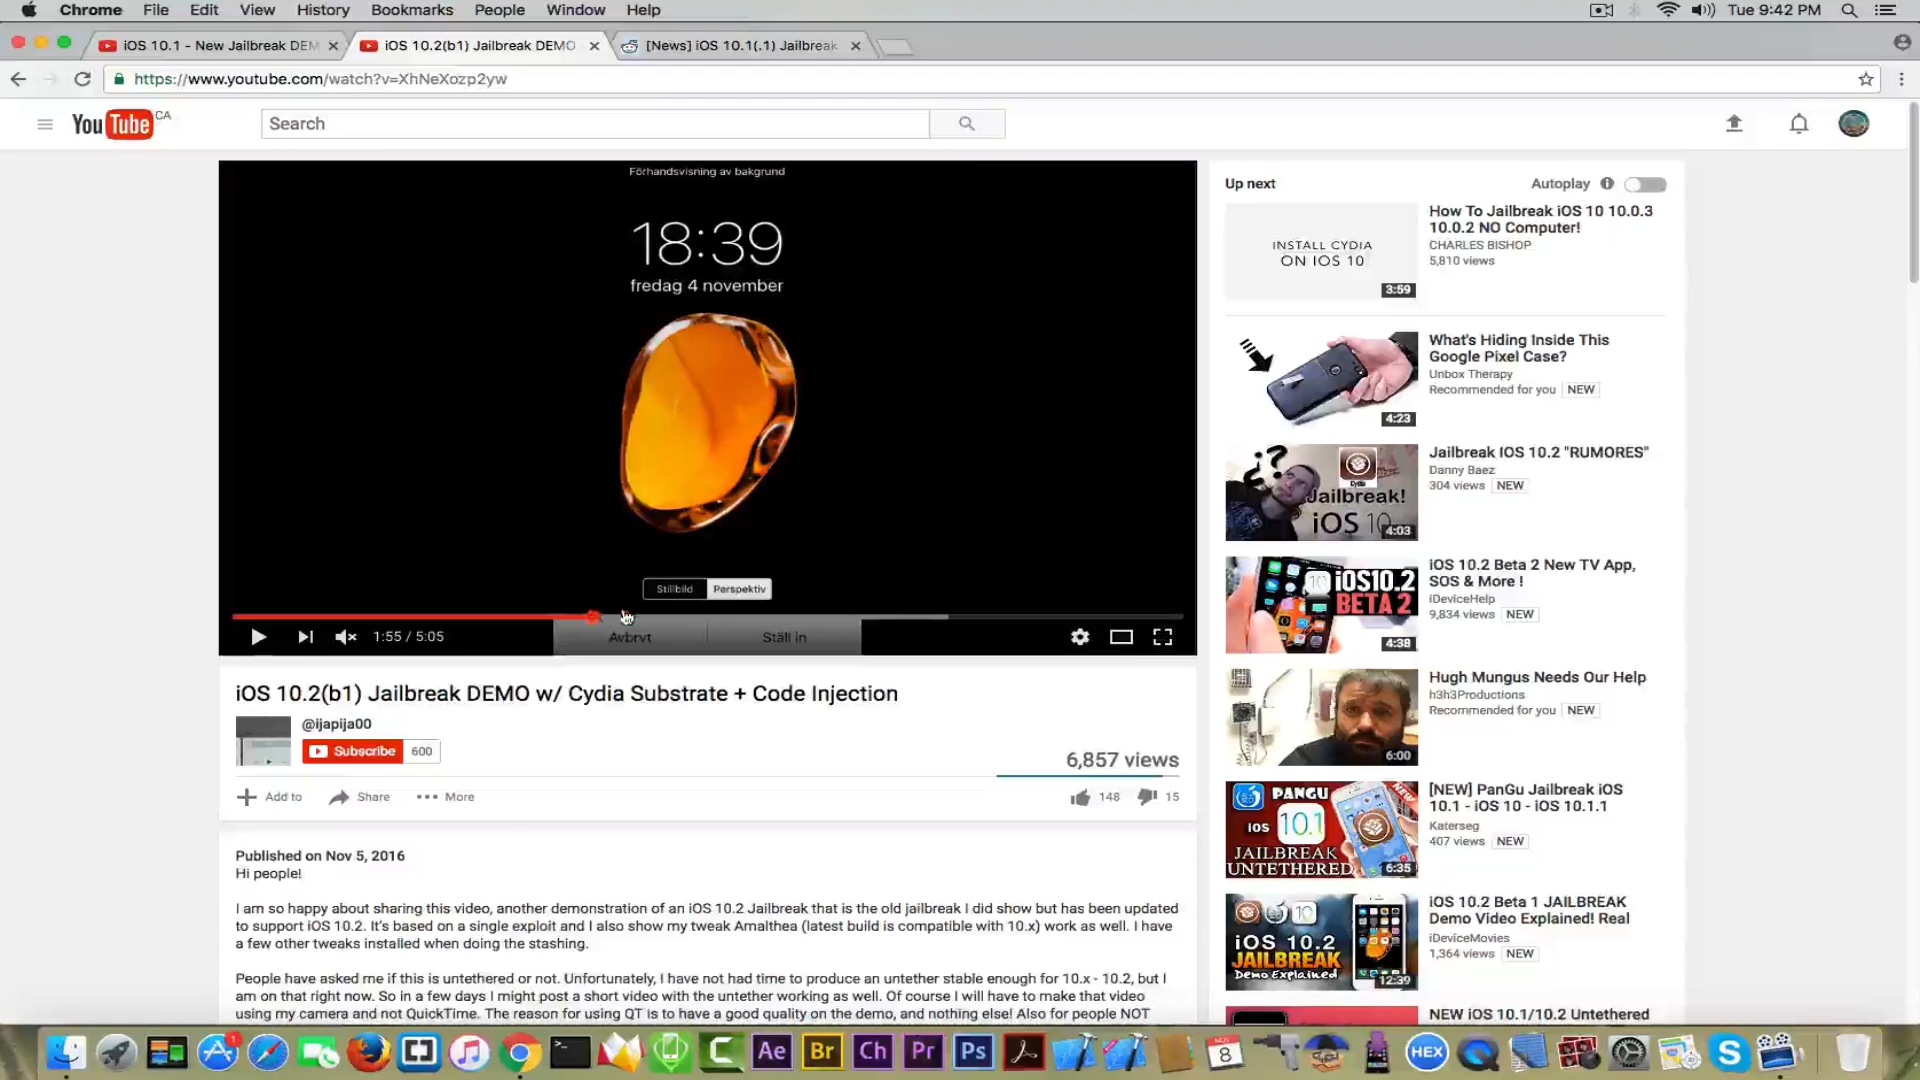 Chrome File Edit View History Bookmarks People Window Help Tue 9:42 PM
iOS 10.1 - New Jailbreak DEM iOS 10.2(b1) Jailbreak DEMO [News] iOS 10.1(.1) Jailbreak
https://www.youtube.com/watch?v=XhNeXozp2yw
YouTube CA Search
Förhandsvisning av bakgrund
18:39
fredag 4 november
Stillbild Perspektiv
1:55 / 5:05 Avbryt Ställ in
iOS 10.2(b1) Jailbreak DEMO w/ Cydia Substrate + Code Injection
@ijapija00
Subscribe 600
6,857 views
Add to Share More 148 15
Published on Nov 5, 2016
Hi people!
I am so happy about sharing this video, another demonstration of an iOS 10.2 Jailbreak that is the old jailbreak I did show but has been updated
to support iOS 10.2. It's based on a single exploit and I also show my tweak Amalthea (latest build is compatible with 10.x) work as well. I have
a few other tweaks installed when doing the stashing.
People have asked me if this is untethered or not. Unfortunately, I have not had time to produce an untether stable enough for 10.x - 10.2, but I
am on that right now. So in a few days I might post a short video with the untether working as well. Of course I will have to make that video
using my camera and not QuickTime. The reason for using QT is to have a good quality on the demo, and nothing else! Also for people NOT
Up next Autoplay
INSTALL CYDIA
ON IOS 10
3:59
How To Jailbreak iOS 10 10.0.3
10.0.2 NO Computer!
CHARLES BISHOP
5,810 views
4:23
What's Hiding Inside This
Google Pixel Case?
Unbox Therapy
Recommended for you NEW
¿?
Cydia
Jailbreak!
iOS 10
4:03
Jailbreak IOS 10.2 "RUMORES"
Danny Baez
304 views NEW
10 iOS10.2
BETA 2
4:38
iOS 10.2 Beta 2 New TV App,
SOS & More !
iDeviceHelp
9,834 views NEW
6:00
Hugh Mungus Needs Our Help
h3h3Productions
Recommended for you NEW
PANGU NEW
iOS 10.1
JAILBREAK
UNTETHERED
6:35
[NEW] PanGu Jailbreak iOS
10.1 - iOS 10 - iOS 10.1.1
Katerseg
407 views NEW
10
iOS 10.2
JAILBREAK
Demo Explained!
12:39
iOS 10.2 Beta 1 JAILBREAK
Demo Video Explained! Real
iDeviceMovies
1,364 views NEW
NEW iOS 10.1/10.2 Untethered
1 Ae Br Ch Pr Ps 8 HEX